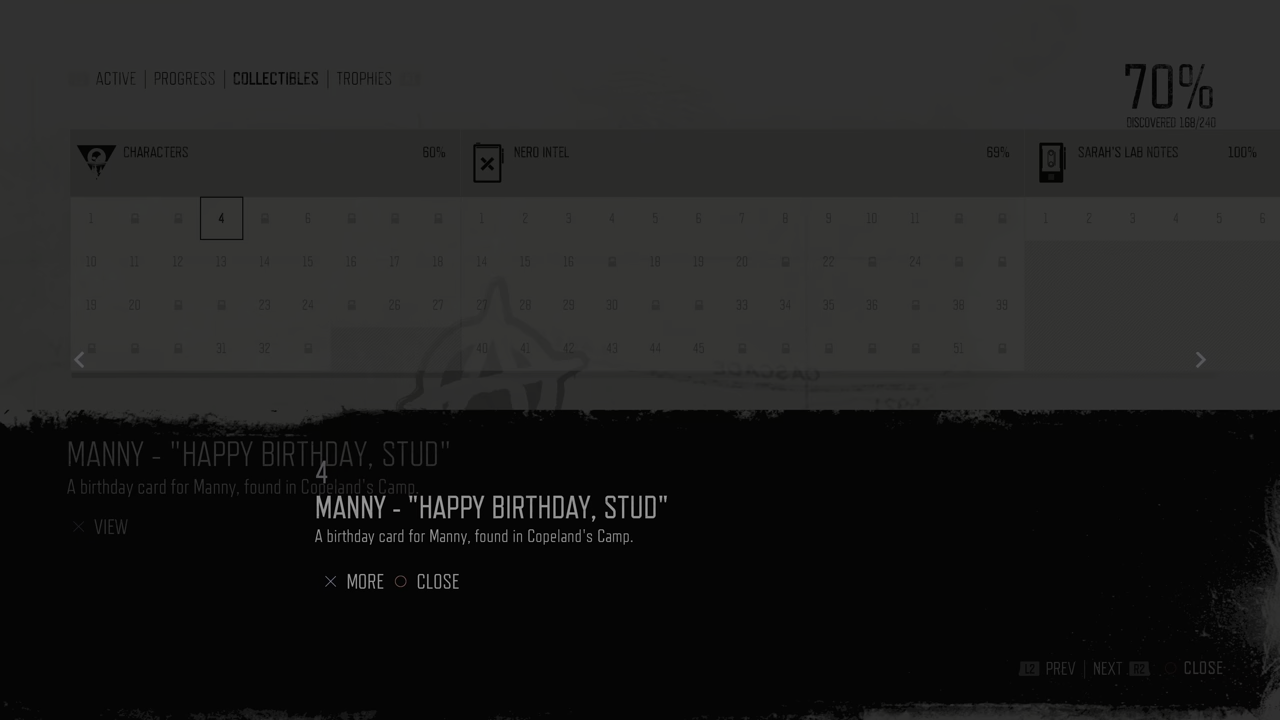 ACTIVE | PROGRESS | COLLECTIBLES | TROPHIES
70%
DISCOVERED 168/240
CHARACTERS 60% NERO INTEL 69% SARAH'S LAB NOTES 100%
1 4 6 1 2 3 4 5 6 7 8 9 10 11 1 2 3 4 5 6
10 11 12 13 14 15 16 17 18 14 15 16 18 19 20 22 24
19 20 23 24 26 27 27 28 29 30 33 34 35 36 38 39
31 32 40 41 42 43 44 45 51
MANNY - "HAPPY BIRTHDAY, STUD"
A birthday card for Manny, found in Copeland's Camp.
VIEW
4
MANNY - "HAPPY BIRTHDAY, STUD"
A birthday card for Manny, found in Copeland's Camp.
MORE CLOSE
L2 PREV | NEXT R2 CLOSE